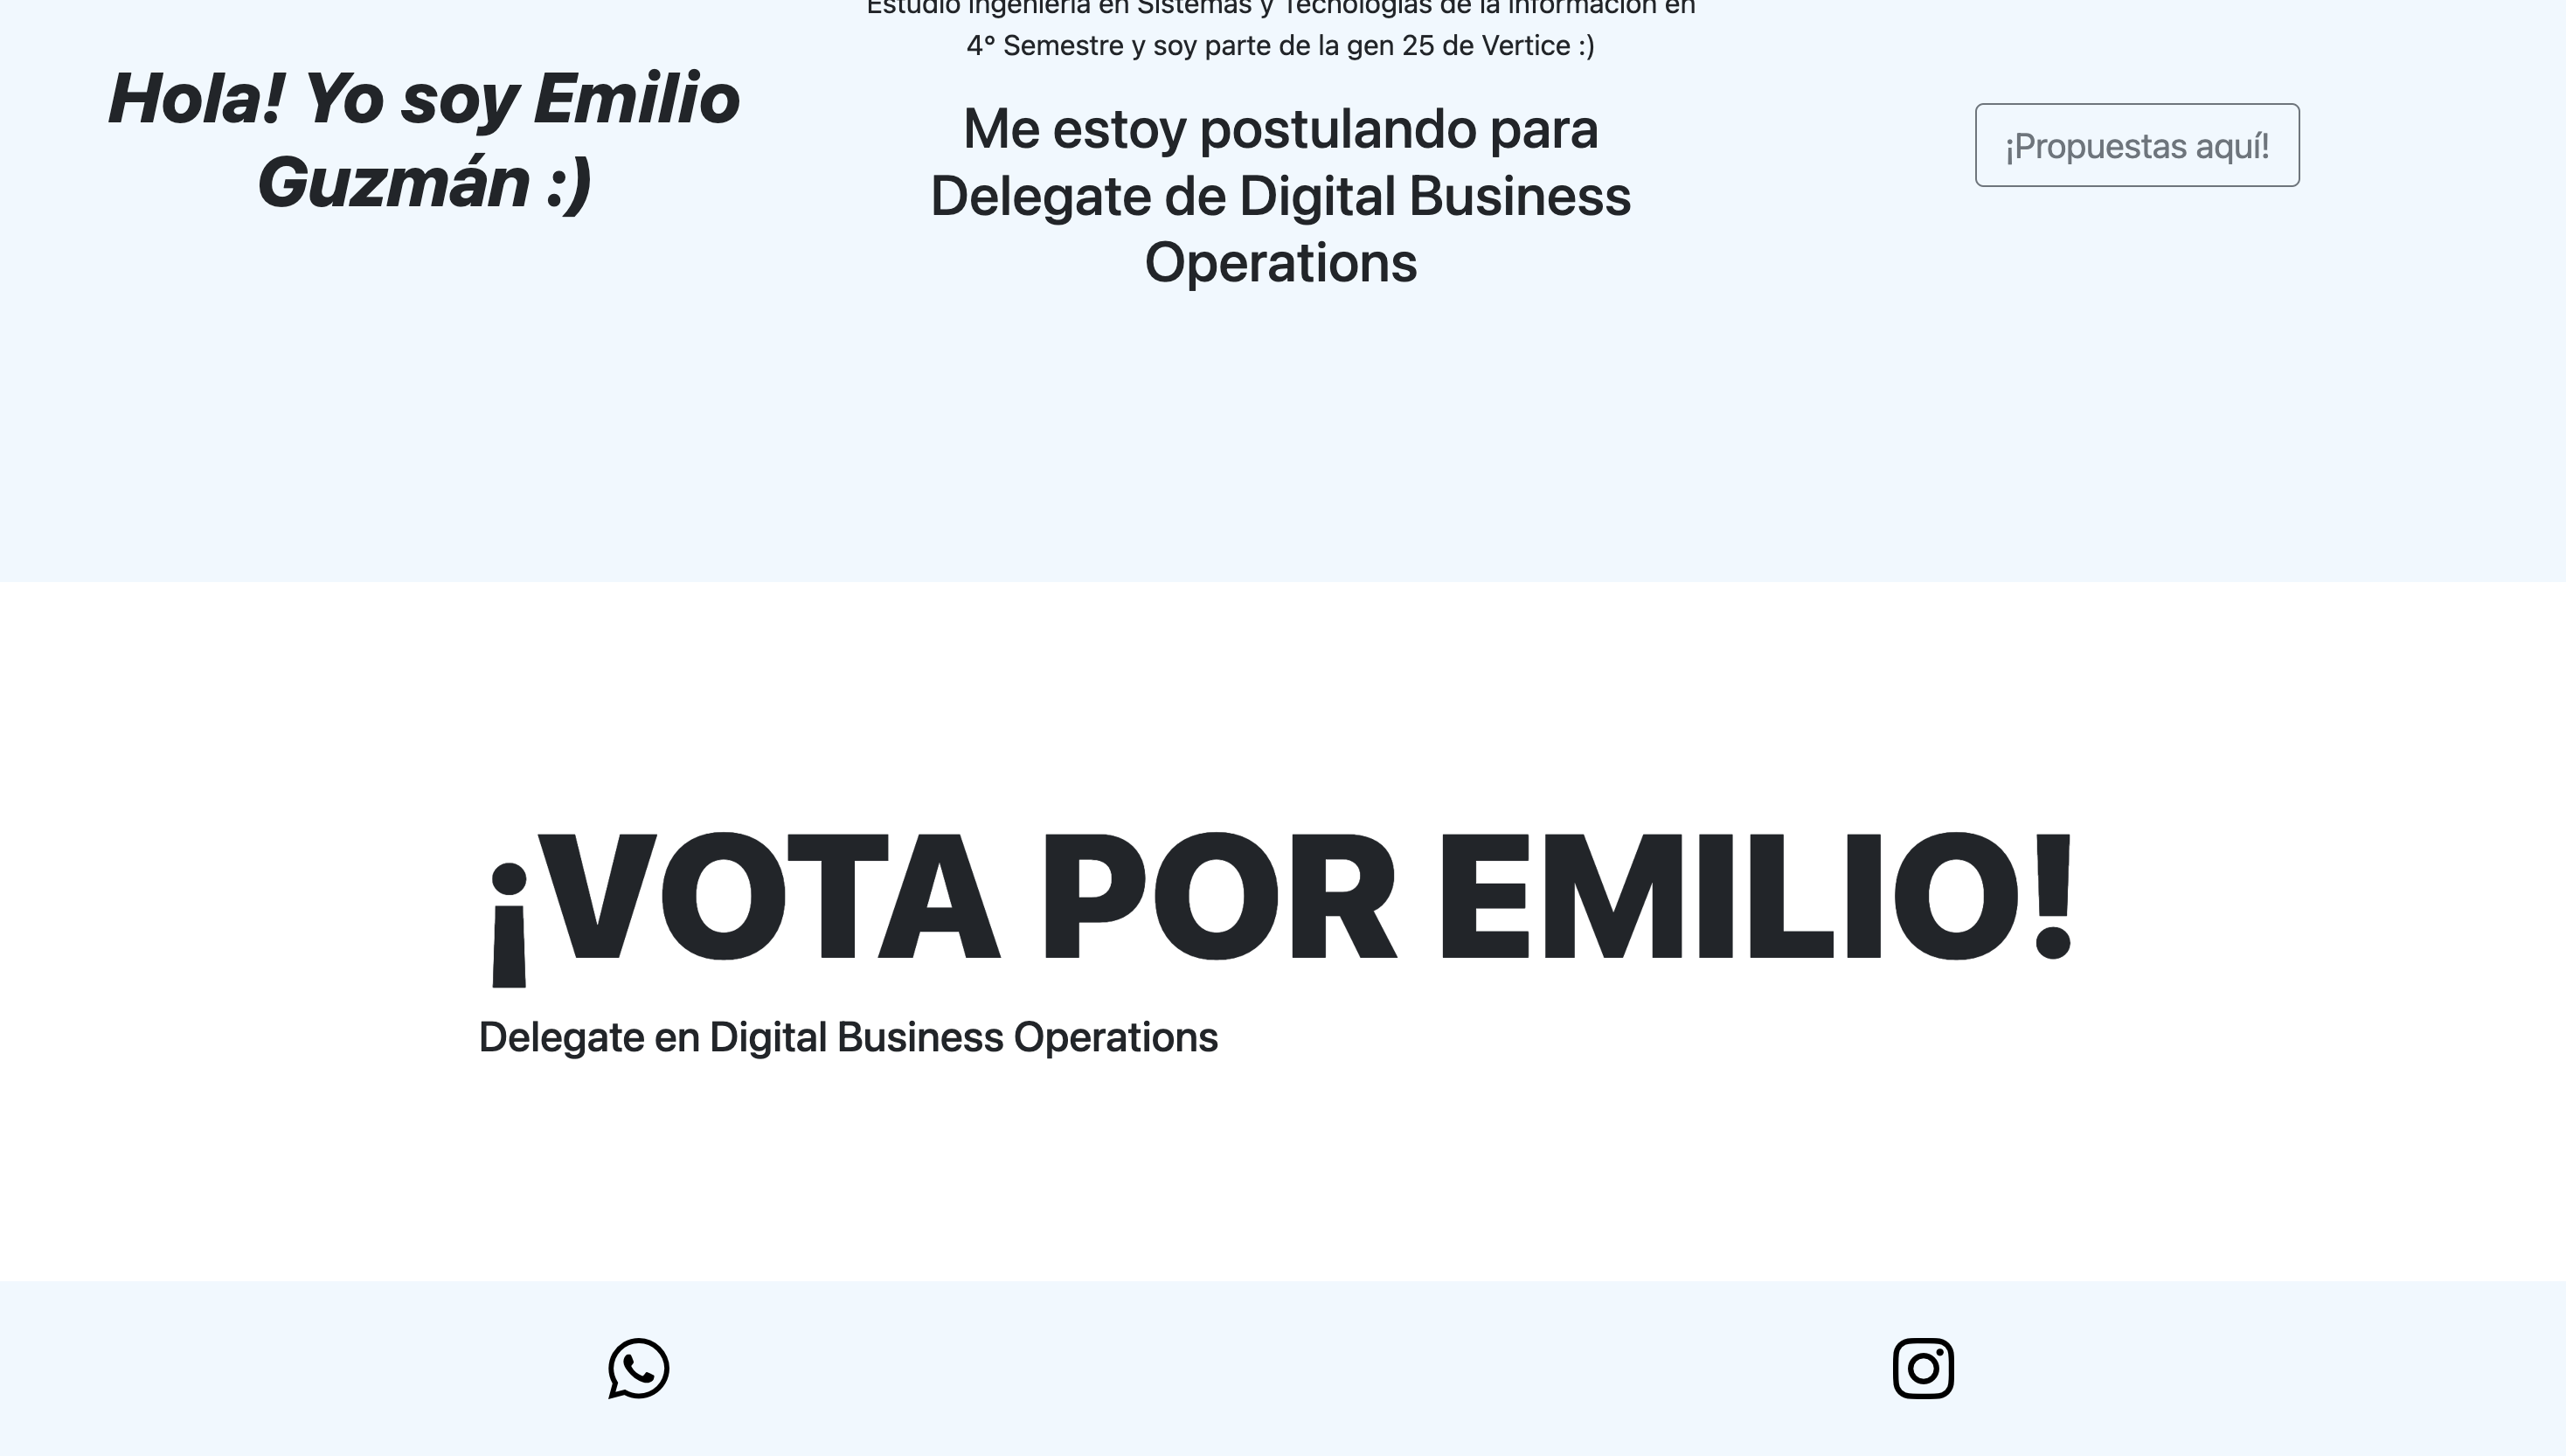 Hola! Yo soy Emilio
Guzmán :)
Estudio Ingeniería en Sistemas y Tecnologías de la Información en
4° Semestre y soy parte de la gen 25 de Vertice :)
Me estoy postulando para
Delegate de Digital Business
Operations
¡Propuestas aquí!
¡VOTA POR EMILIO!
Delegate en Digital Business Operations